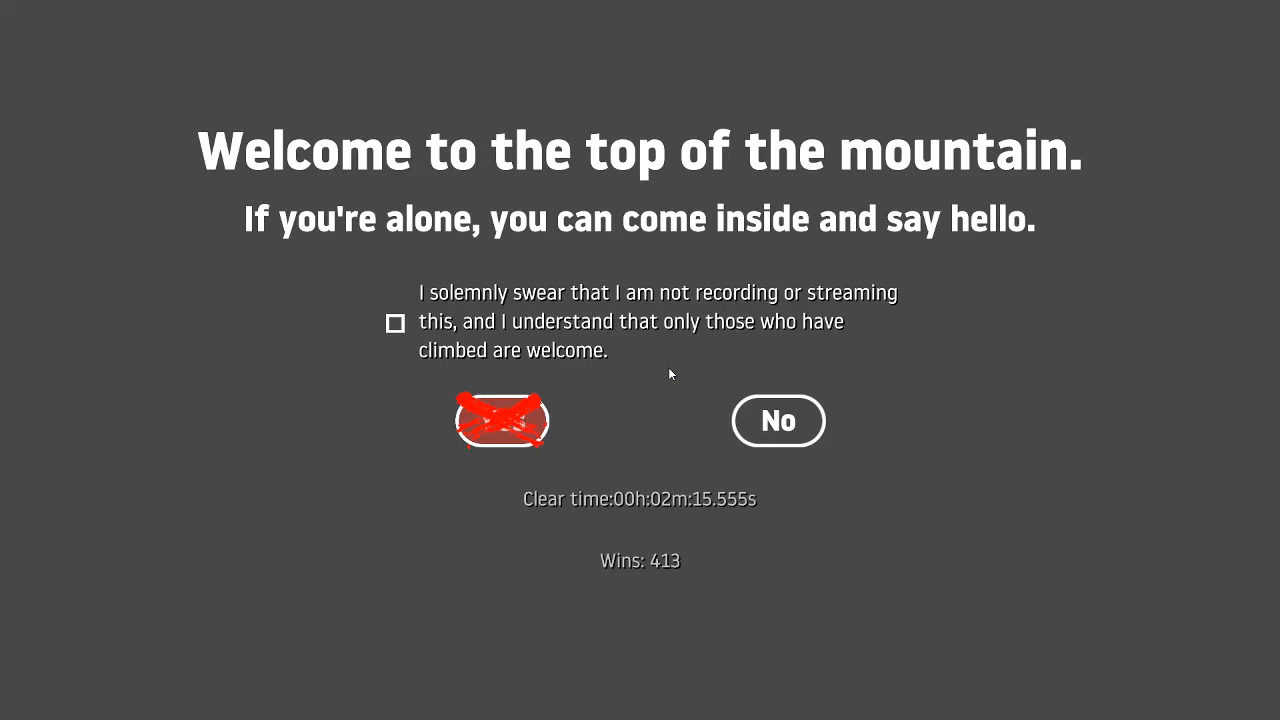 Welcome to the top of the mountain.
If you're alone, you can come inside and say hello.
I solemnly swear that I am not recording or streaming
this, and I understand that only those who have
climbed are welcome.
No
Clear time:00h:02m:15.555s
Wins: 413